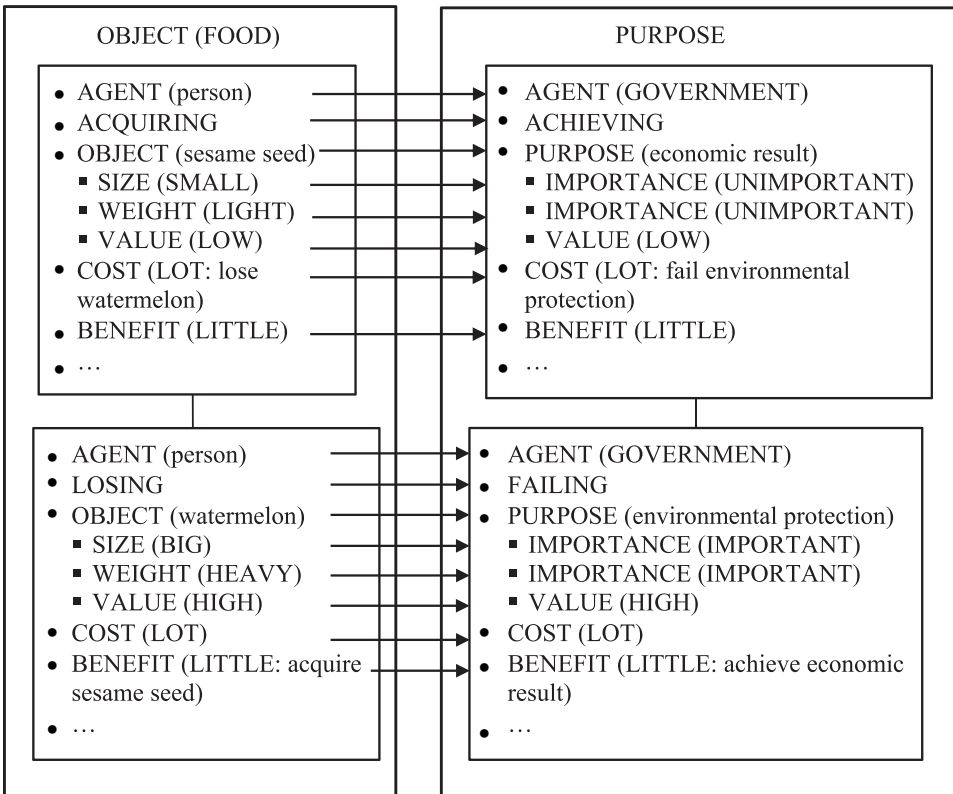 OBJECT (FOOD)
• AGENT (person)
• ACQUIRING
• OBJECT (sesame seed)
▪ SIZE (SMALL)
▪ WEIGHT (LIGHT)
▪ VALUE (LOW)
• COST (LOT: lose
watermelon)
• BENEFIT (LITTLE)
• …
• AGENT (person)
• LOSING
• OBJECT (watermelon)
▪ SIZE (BIG)
▪ WEIGHT (HEAVY)
▪ VALUE (HIGH)
• COST (LOT)
• BENEFIT (LITTLE: acquire
sesame seed)
• …
PURPOSE
• AGENT (GOVERNMENT)
• ACHIEVING
• PURPOSE (economic result)
▪ IMPORTANCE (UNIMPORTANT)
▪ IMPORTANCE (UNIMPORTANT)
▪ VALUE (LOW)
• COST (LOT: fail environmental
protection)
• BENEFIT (LITTLE)
• …
• AGENT (GOVERNMENT)
• FAILING
• PURPOSE (environmental protection)
▪ IMPORTANCE (IMPORTANT)
▪ IMPORTANCE (IMPORTANT)
▪ VALUE (HIGH)
• COST (LOT)
• BENEFIT (LITTLE: achieve economic
result)
• …